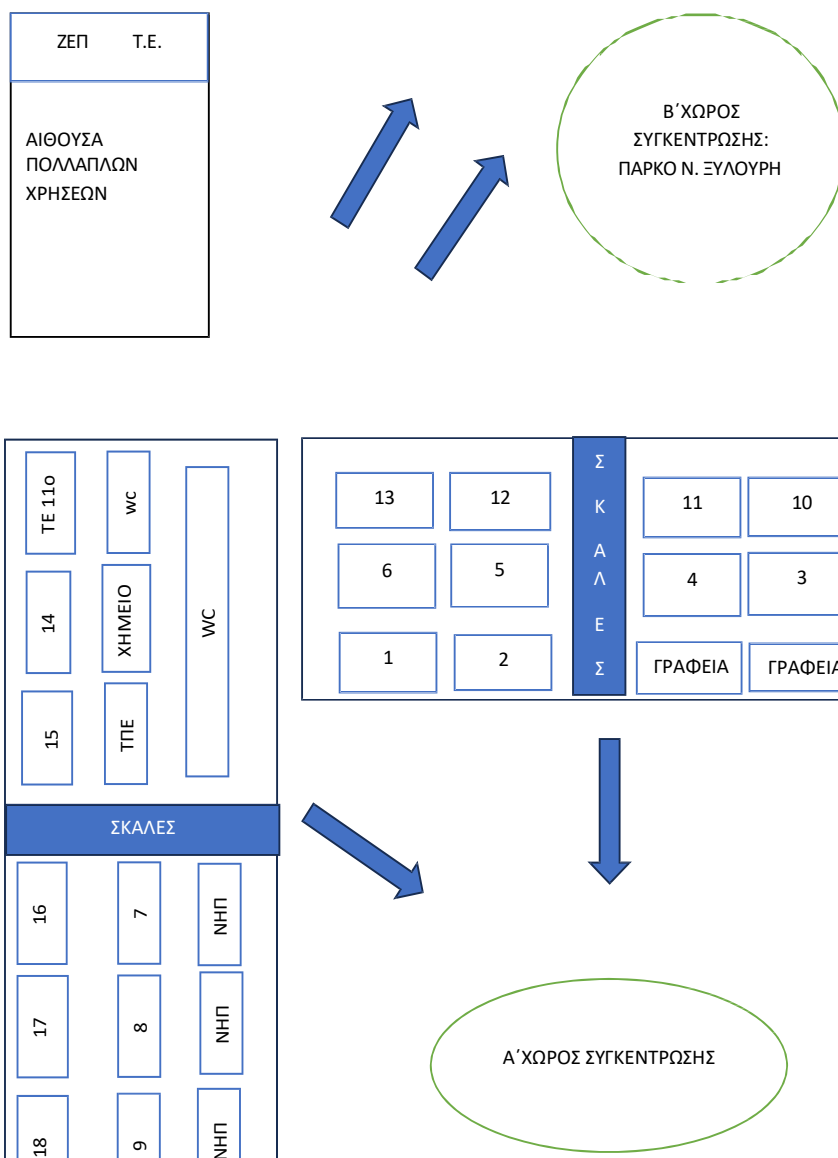 ΖΕΠ Τ.Ε.
ΑΙΘΟΥΣΑ
ΠΟΛΛΑΠΛΩΝ
ΧΡΗΣΕΩΝ
Β΄ΧΩΡΟΣ
ΣΥΓΚΕΝΤΡΩΣΗΣ:
ΠΑΡΚΟ Ν. ΞΥΛΟΥΡΗ
ΤΕ 11ο
wc
WC
14
ΧΗΜΕΙΟ
15
ΤΠΕ
ΣΚΑΛΕΣ
16
7
ΝΗΠ
17
8
ΝΗΠ
18
9
ΝΗΠ
13
12
6
5
1
2
ΣΚΑΛΕΣ
11
10
4
3
ΓΡΑΦΕΙΑ
ΓΡΑΦΕΙΑ
Α΄ΧΩΡΟΣ ΣΥΓΚΕΝΤΡΩΣΗΣ